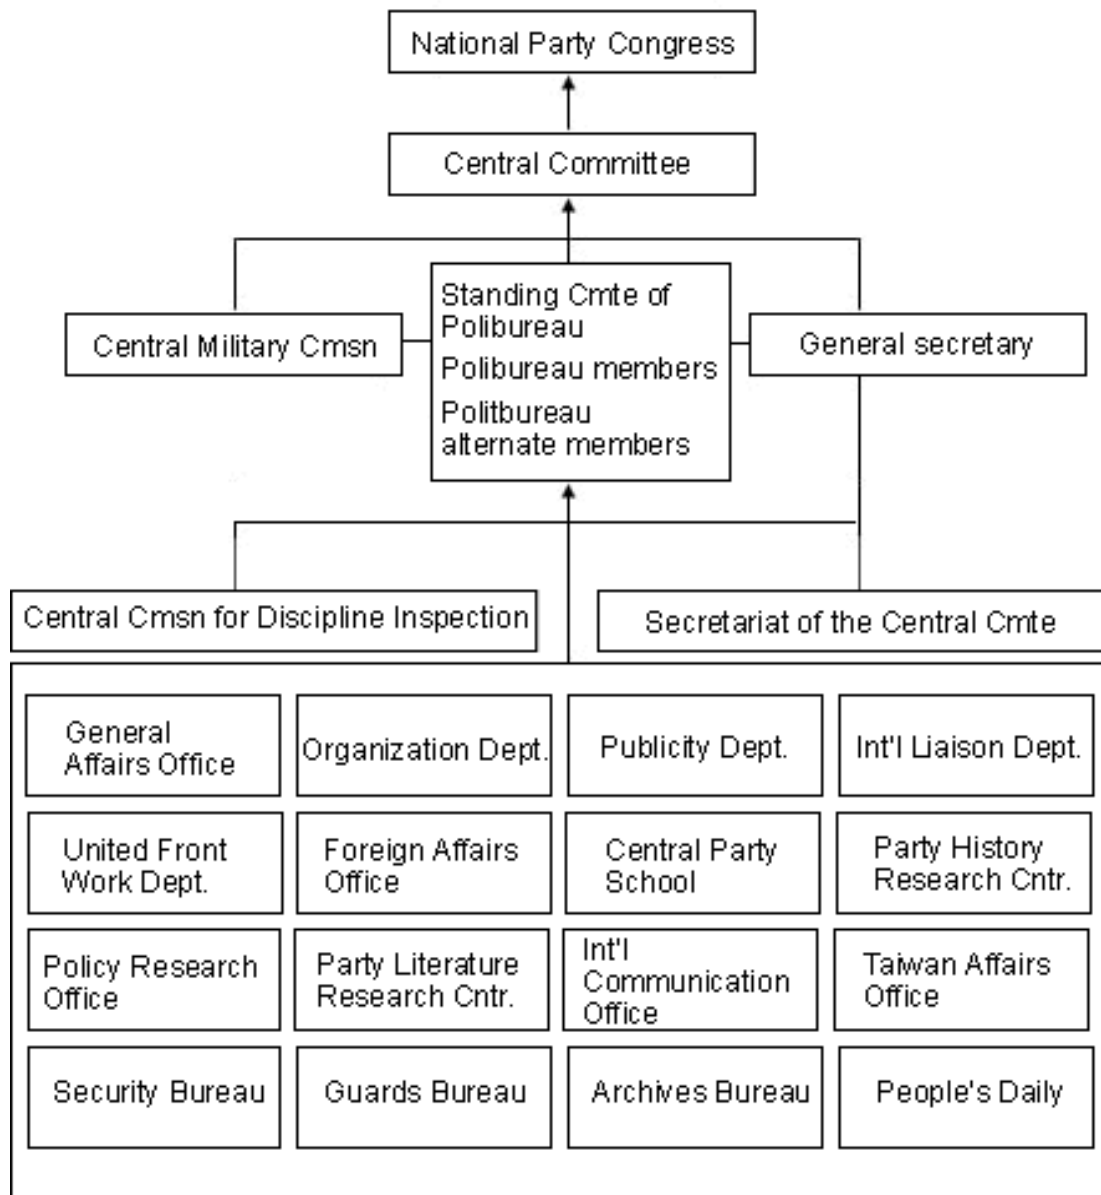 National Party Congress
Central Committee
Standing Cmte of
Polibureau
Polibureau members
Politbureau
alternate members
Central Military Cmsn
General secretary
Central Cmsn for Discipline Inspection
Secretariat of the Central Cmte
General
Affairs Office
Organization Dept.
Publicity Dept.
Int'l Liaison Dept.
United Front
Work Dept.
Foreign Affairs
Office
Central Party
School
Party History
Research Cntr.
Policy Research
Office
Party Literature
Research Cntr.
Int'l
Communication
Office
Taiwan Affairs
Office
Security Bureau
Guards Bureau
Archives Bureau
People's Daily